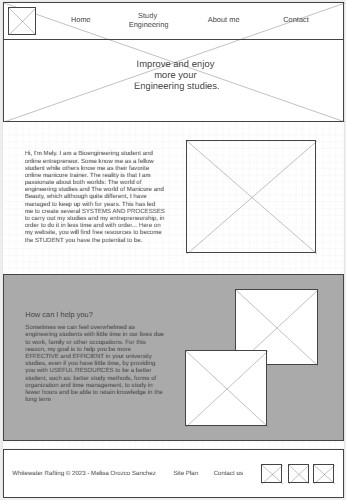 Home
Study
Engineering
About me
Contact
Improve and enjoy
more your
Engineering studies.
Hi, I'm Mely. I am a Bioengineering student and
online entrepreneur. Some know me as a fellow
student while others know me as their favorite
online manicure trainer. The reality is that I am
passionate about both worlds: The world of
engineering studies and The world of Manicure and
Beauty, which although quite different, I have
managed to keep up with for years. This has led
me to create several SYSTEMS AND PROCESSES
to carry out my studies and my entrepreneurship, in
order to do it in less time and with order... Here on
my website, you will find resources to become
the STUDENT you have the potential to be.
How can I help you?
Sometimes we can feel overwhelmed as
engineering students with little time in our lives due
to work, family or other occupations. For this
reason, my goal is to help you be more
EFFECTIVE and EFFICIENT in your university
studies, even if you have little time, by providing
you with USEFUL RESOURCES to be a better
student, such as: better study methods, forms of
organization and time management, to study in
fewer hours and be able to retain knowledge in the
long term
Whitewater Rafting © 2023 - Melisa Orozco Sanchez
Site Plan
Contact us